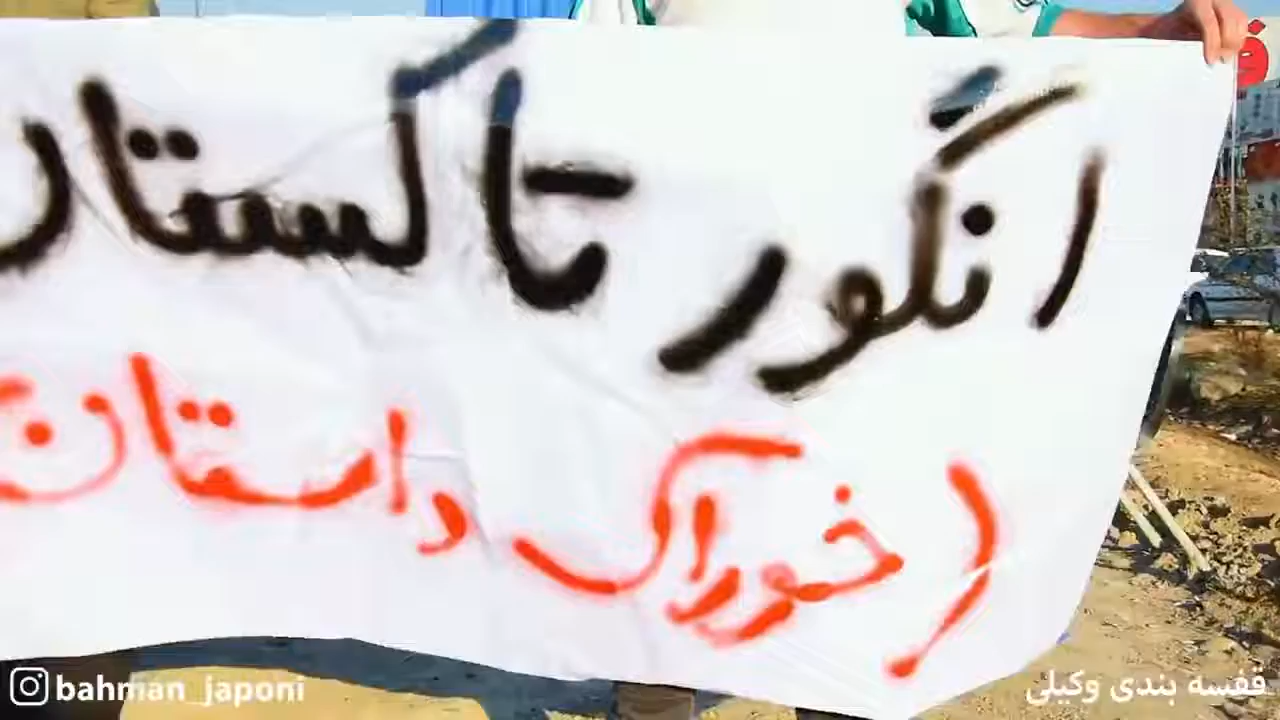 انگور تاکستان
(خوراک داستان
bahman_japoni
قفسه بندی وکیلی